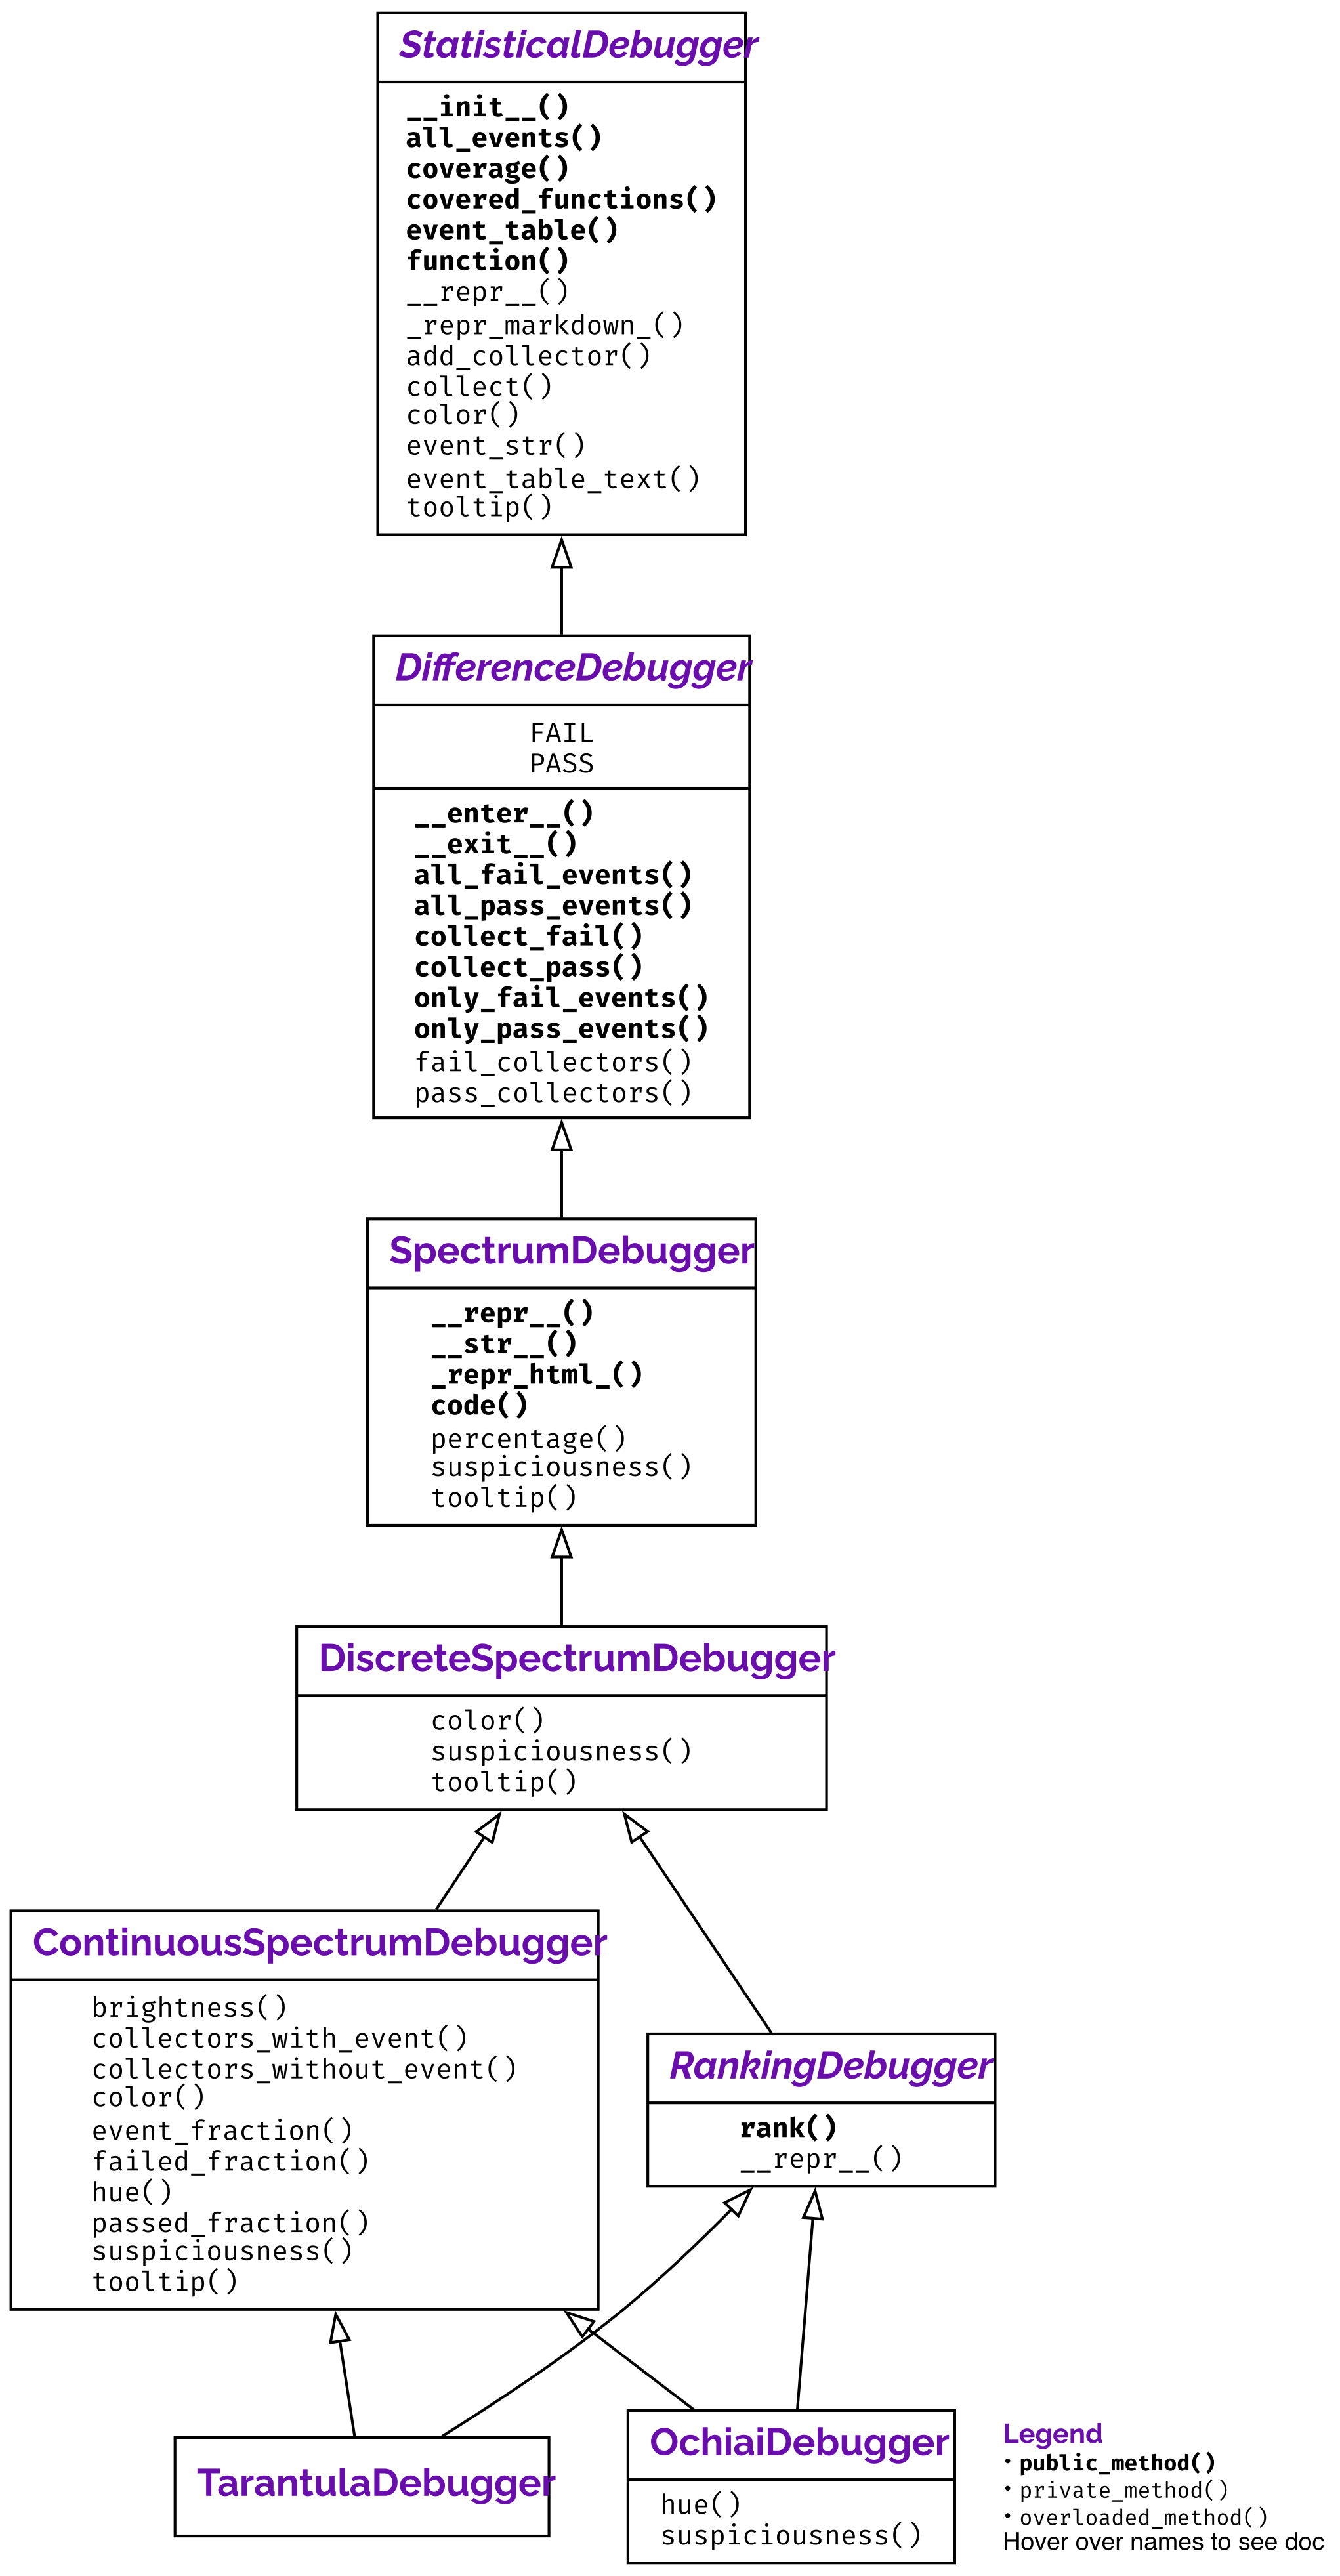 StatisticalDebugger
__init__()
all_events()
coverage()
covered_functions()
event_table()
function()
__repr__()
_repr_markdown_()
add_collector()
collect()
color()
event_str()
event_table_text()
tooltip()
DifferenceDebugger
FAIL
PASS
__enter__()
__exit__()
all_fail_events()
all_pass_events()
collect_fail()
collect_pass()
only_fail_events()
only_pass_events()
fail_collectors()
pass_collectors()
SpectrumDebugger
__repr__()
__str__()
_repr_html_()
code()
percentage()
suspiciousness()
tooltip()
DiscreteSpectrumDebugger
color()
suspiciousness()
tooltip()
ContinuousSpectrumDebugger
brightness()
collectors_with_event()
collectors_without_event()
color()
event_fraction()
failed_fraction()
hue()
passed_fraction()
suspiciousness()
tooltip()
RankingDebugger
rank()
__repr__()
TarantulaDebugger
OchiaiDebugger
hue()
suspiciousness()
Legend
• public_method()
• private_method()
• overloaded_method()
Hover over names to see doc